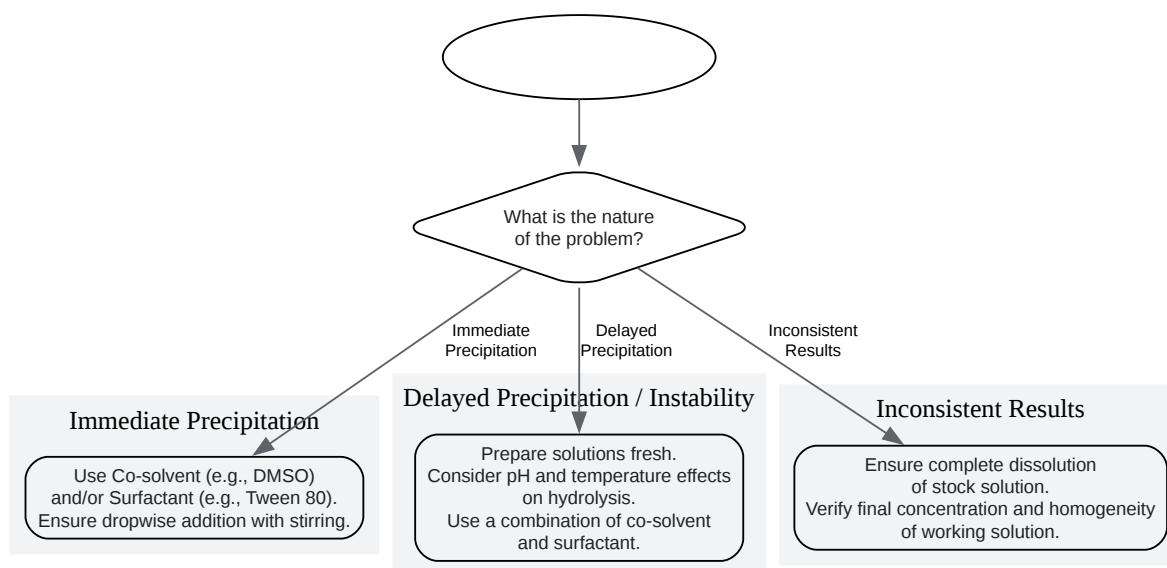 What is the nature
of the problem?
Immediate
Precipitation
Delayed
Precipitation
Inconsistent
Results
Immediate Precipitation
Use Co-solvent (e.g., DMSO)
and/or Surfactant (e.g., Tween 80).
Ensure dropwise addition with stirring.
Delayed Precipitation / Instability
Prepare solutions fresh.
Consider pH and temperature effects
on hydrolysis.
Use a combination of co-solvent
and surfactant.
Inconsistent Results
Ensure complete dissolution
of stock solution.
Verify final concentration and homogeneity
of working solution.